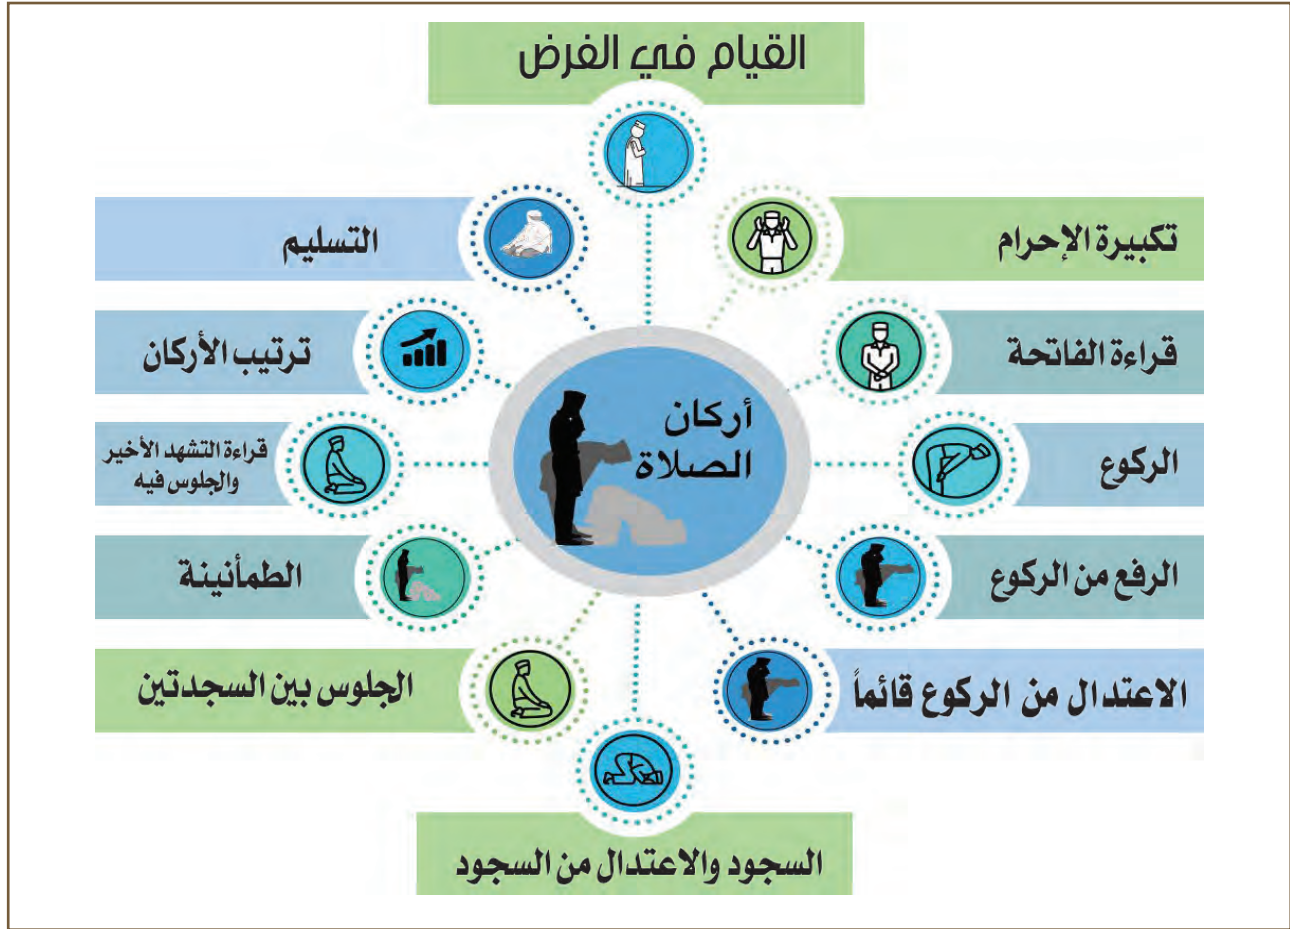 القيام في الفرض
تكبيرة الإحرام
قراءة الفاتحة
الركوع
الرفع من الركوع
الاعتدال من الركوع قائماً
السجود والاعتدال من السجود
الجلوس بين السجدتين
الطمأنينة
قراءة التشهد الأخير
والجلوس فيه
ترتيب الأركان
التسليم
أركان
الصلاة